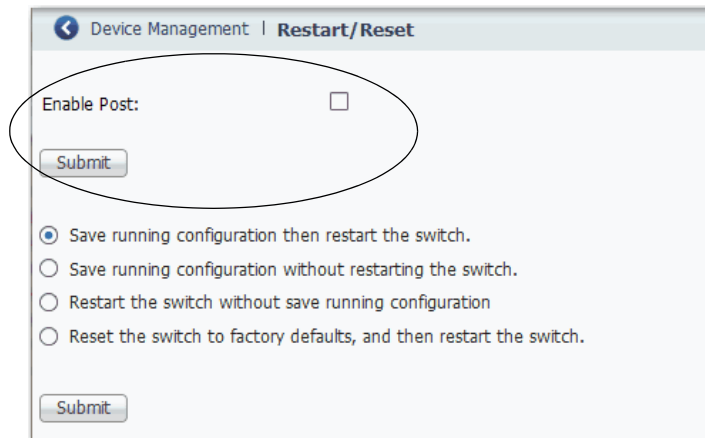 Device Management | Restart/Reset
Enable Post:
Submit
Save running configuration then restart the switch.
Save running configuration without restarting the switch.
Restart the switch without save running configuration
Reset the switch to factory defaults, and then restart the switch.
Submit